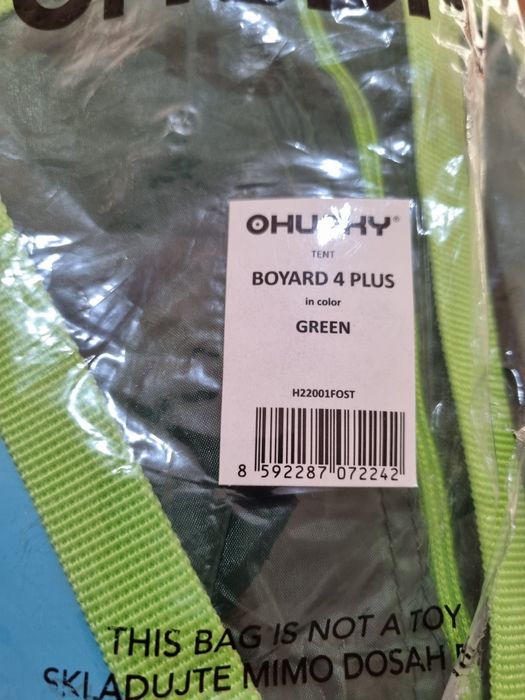 OHUSKY®
TENT
BOYARD 4 PLUS
in color
GREEN
H22001FOST
8 592287 072242
THIS BAG IS NOT A TOY
SKLADUJTE MIMO DOSAH